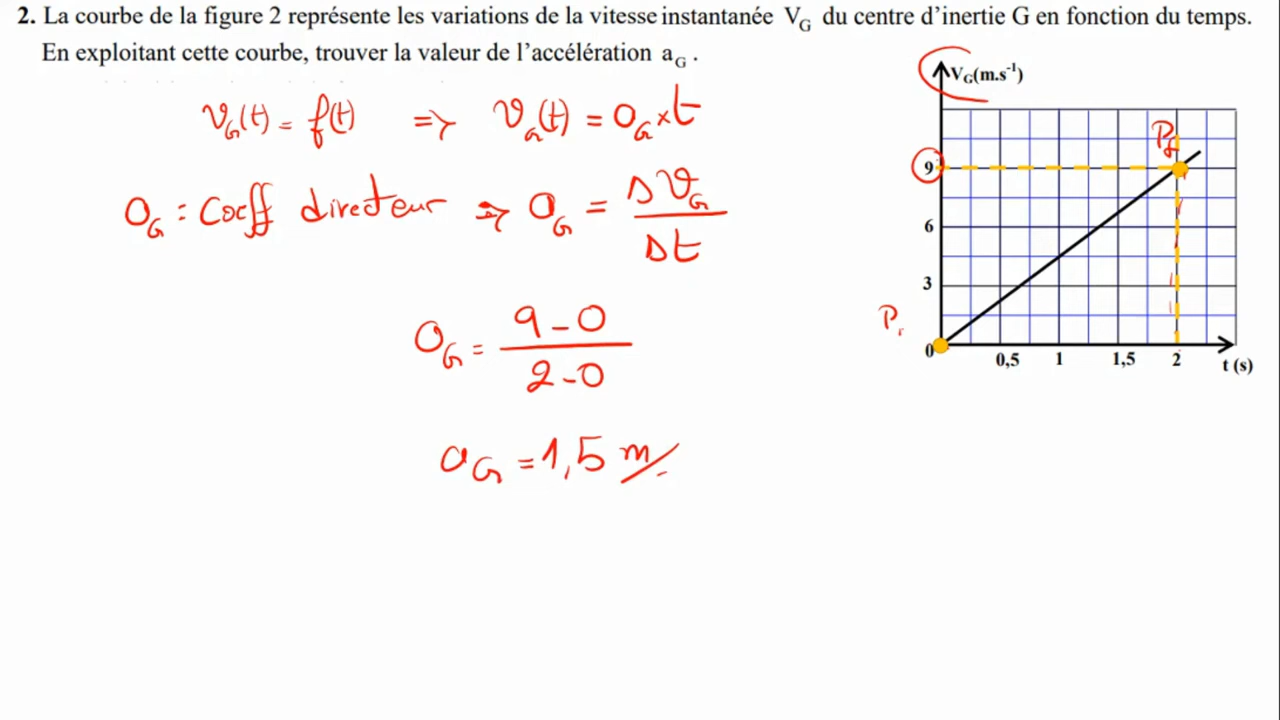 2. La courbe de la figure 2 représente les variations de la vitesse instantanée V_G du centre d'inertie G en fonction du temps.
En exploitant cette courbe, trouver la valeur de l'accélération a_G .
V_G(t) = f(t) => V_G(t) = a_G × t
a_G : Coeff directeur => a_G = ΔV_G / Δt
a_G = 9 - 0 / 2 - 0
a_G = 1,5 m/
V_G(m.s⁻¹)
P_f
9
6
3
P_i
0
0,5 1 1,5 2 t (s)